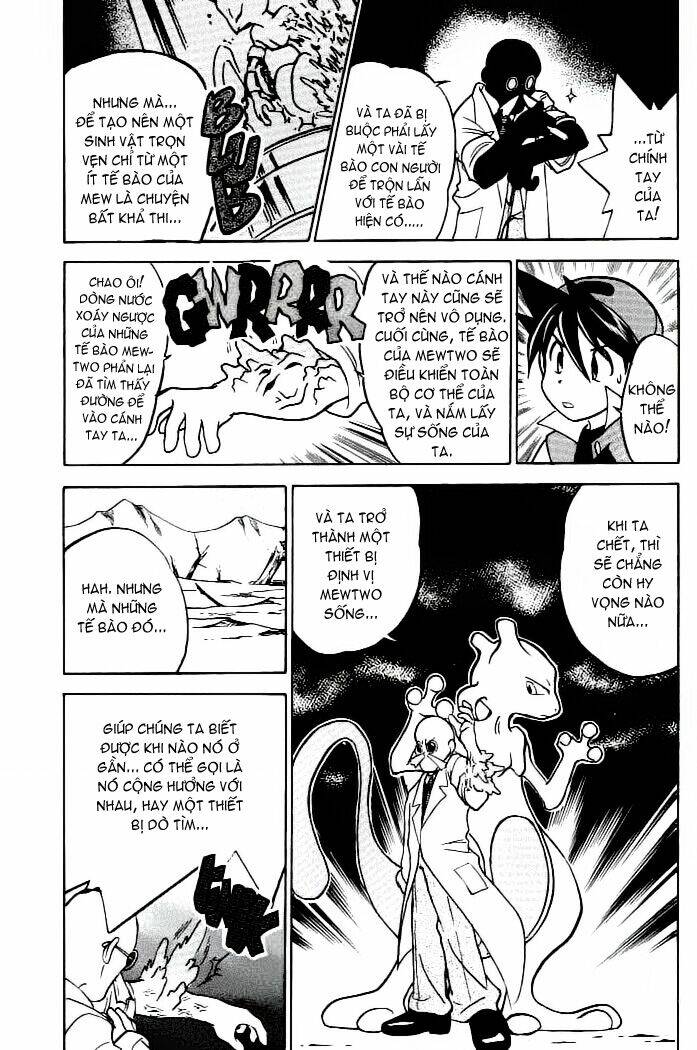 ...TỪ
CHÍNH
TAY CỦA
TA!
VÀ TA ĐÃ BỊ
BUỘC PHẢI LẤY
MỘT VÀI TẾ
BÀO CON NGƯỜI
ĐỂ TRỘN LẪN
VỚI TẾ BÀO
HIỆN CÓ.....
NHƯNG MÀ...
ĐỂ TẠO NÊN MỘT
SINH VẬT TRỌN
VẸN CHỈ TỪ MỘT
ÍT TẾ BÀO CỦA
MEW LÀ CHUYỆN
BẤT KHẢ THI...
BLUB
KHÔNG
THỂ
NÀO!
VÀ THẾ NÀO CÁNH
TAY NÀY CŨNG SẼ
TRỞ NÊN VÔ DỤNG.
CUỐI CÙNG, TẾ BÀO
CỦA MEWTWO SẼ
ĐIỀU KHIỂN TOÀN
BỘ CƠ THỂ CỦA
TA, VÀ NẮM LẤY
SỰ SỐNG CỦA
TA.
GWRRRR
CHAO ÔI!
DÒNG NƯỚC
XOÁY NGƯỢC
CỦA NHỮNG
TẾ BÀO MEW-
TWO PHẢN LẠI
ĐÃ TÌM THẤY
ĐƯỜNG ĐỂ
VÀO CÁNH
TAY TA...
KHI TA
CHẾT, THÌ
SẼ CHẲNG
CÒN HY
VỌNG NÀO
NỮA...
VÀ TA TRỞ
THÀNH MỘT
THIẾT BỊ
ĐỊNH VỊ
MEWTWO
SỐNG...
HAH. NHƯNG
MÀ NHỮNG
TẾ BÀO ĐÓ...
GIÚP CHÚNG TA BIẾT
ĐƯỢC KHI NÀO NÓ Ở
GẦN... CÓ THỂ GỌI LÀ
NÓ CỘNG HƯỞNG VỚI
NHAU, HAY MỘT THIẾT
BỊ DÒ TÌM...